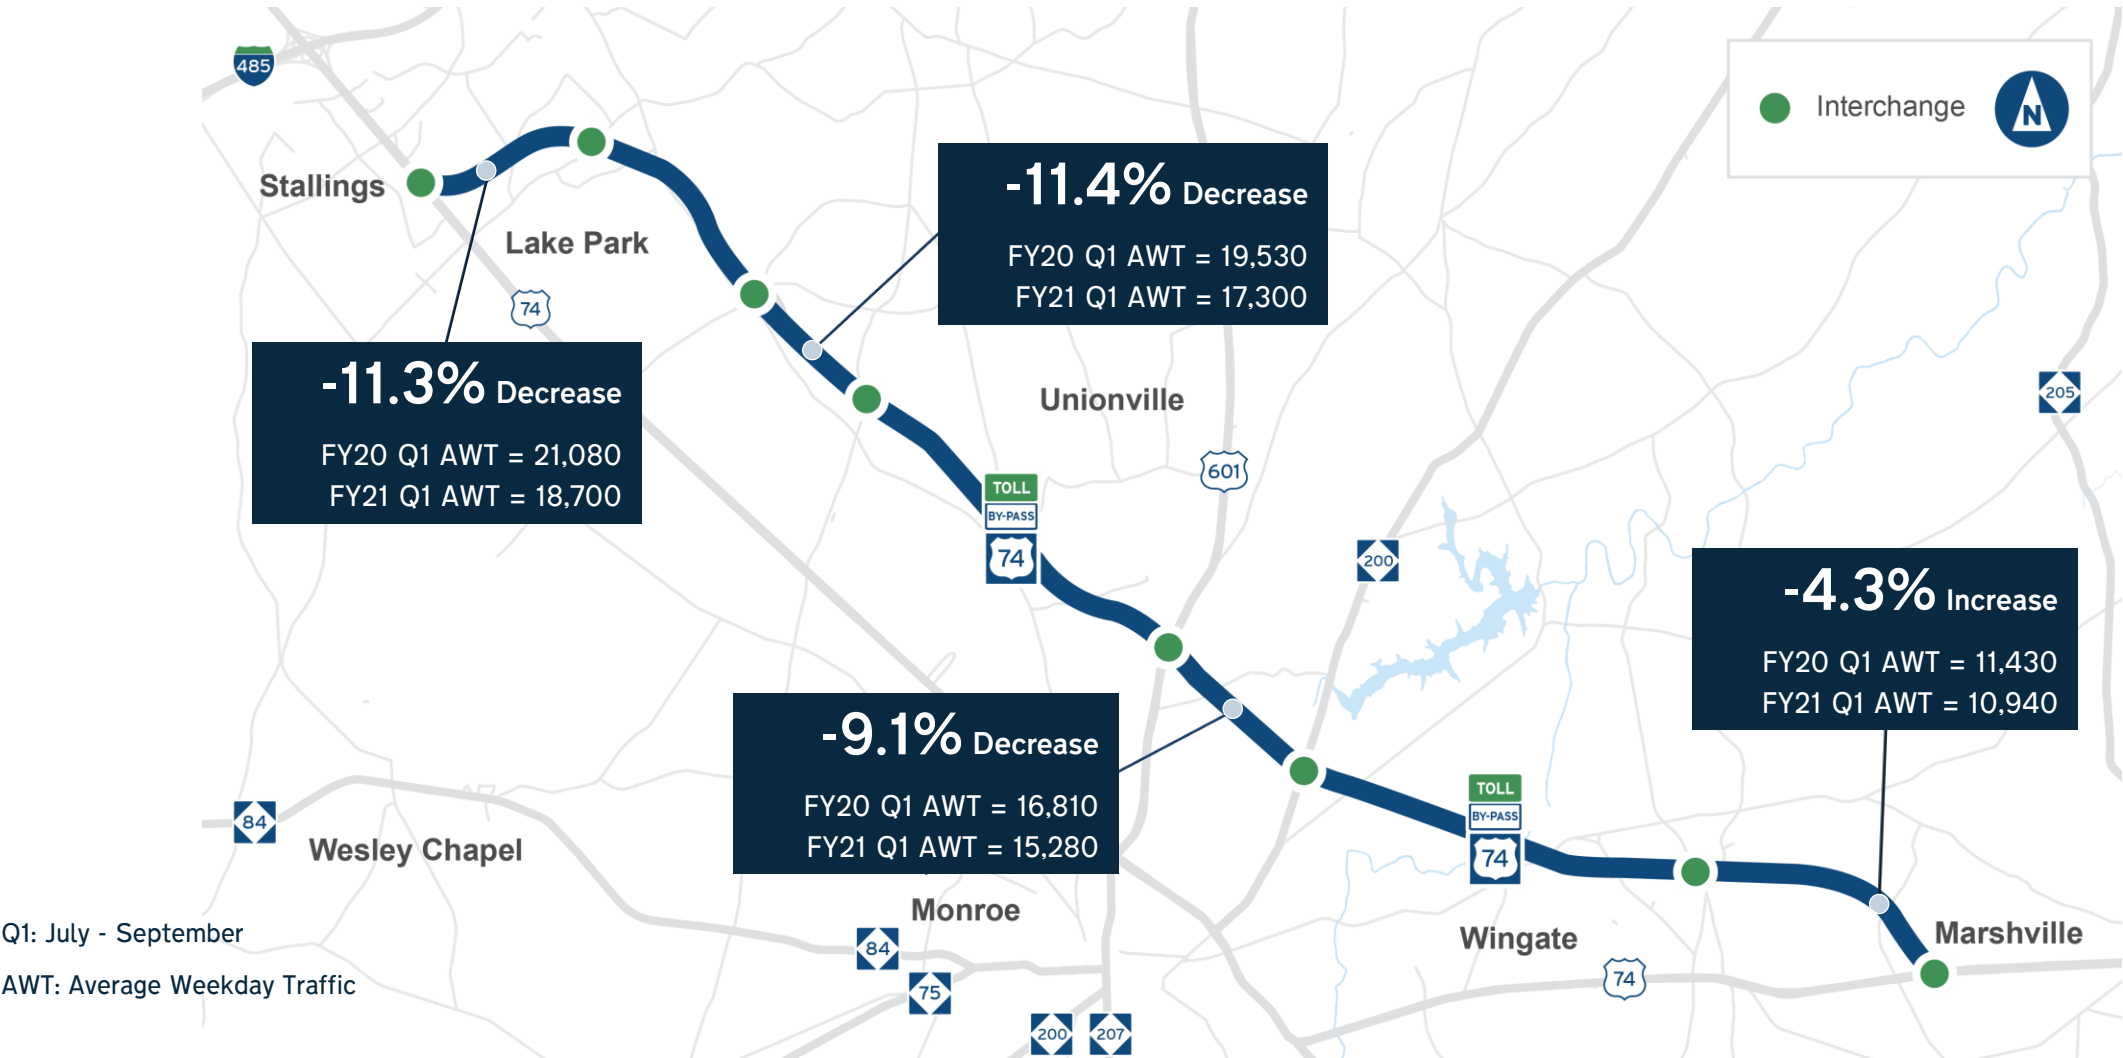 485
Interchange
N
Stallings
Lake Park
74
-11.4% Decrease
FY20 Q1 AWT = 19,530
FY21 Q1 AWT = 17,300
-11.3% Decrease
FY20 Q1 AWT = 21,080
FY21 Q1 AWT = 18,700
Unionville
205
601
TOLL
BY-PASS
74
200
-4.3% Increase
FY20 Q1 AWT = 11,430
FY21 Q1 AWT = 10,940
-9.1% Decrease
FY20 Q1 AWT = 16,810
FY21 Q1 AWT = 15,280
TOLL
BY-PASS
74
84
Wesley Chapel
Monroe
Wingate
Marshville
84
75
74
200
207
Q1: July - September
AWT: Average Weekday Traffic